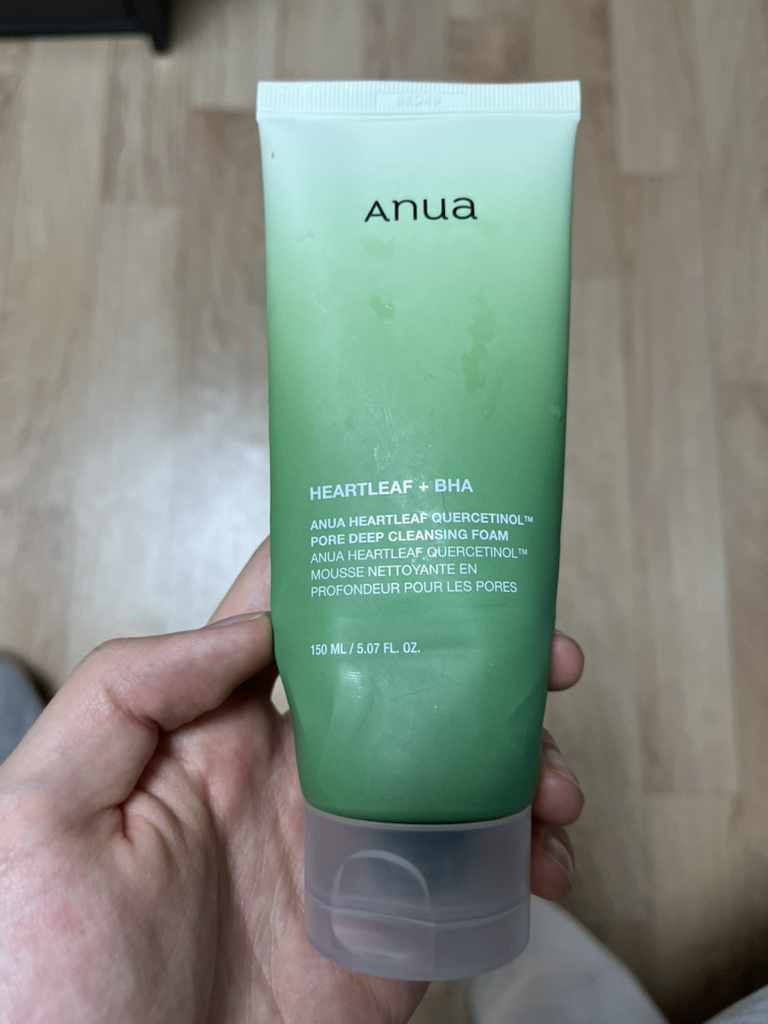 Anua
HEARTLEAF + BHA
ANUA HEARTLEAF QUERCETINOL™
PORE DEEP CLEANSING FOAM
ANUA HEARTLEAF QUERCETINOL™
MOUSSE NETTOYANTE EN
PROFONDEUR POUR LES PORES
150 ML / 5.07 FL. OZ.